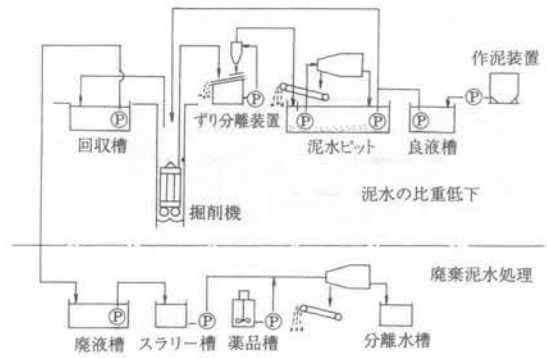 作泥装置
Ⓟ
Ⓟ
Ⓟ
Ⓟ
Ⓟ
Ⓟ
ずり分離装置
回収槽
泥水ピット
良液槽
泥水の比重低下
掘削機
廃棄泥水処理
Ⓟ
Ⓟ
Ⓟ
廃液槽
スラリー槽
薬品槽
分離水槽